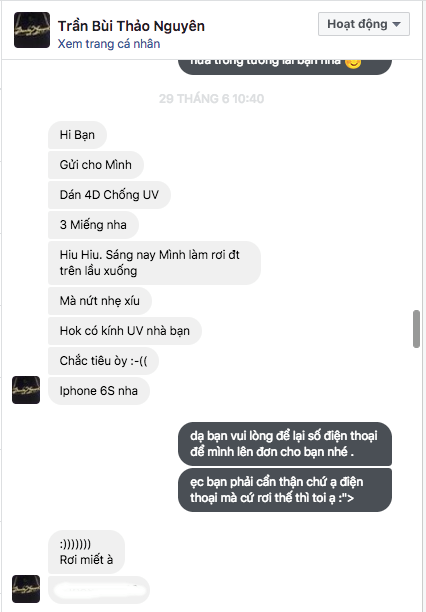 Trần Bùi Thảo Nguyên
Xem trang cá nhân
Hoạt động
nữa trong tương lai bạn nha
29 THÁNG 6 10:40
Hi Bạn
Gửi cho Mình
Dán 4D Chống UV
3 Miếng nha
Hiu Hiu. Sáng nay Mình làm rơi đt
trên lầu xuống
Mà nứt nhẹ xíu
Hok có kính UV nhà bạn
Chắc tiêu òy :-((
Iphone 6S nha
dạ bạn vui lòng để lại số điện thoại
để mình lên đơn cho bạn nhé .
ẹc bạn phải cẩn thận chứ ạ điện
thoại mà cứ rơi thế thì toi ạ :">
:)))))))
Rơi miết à